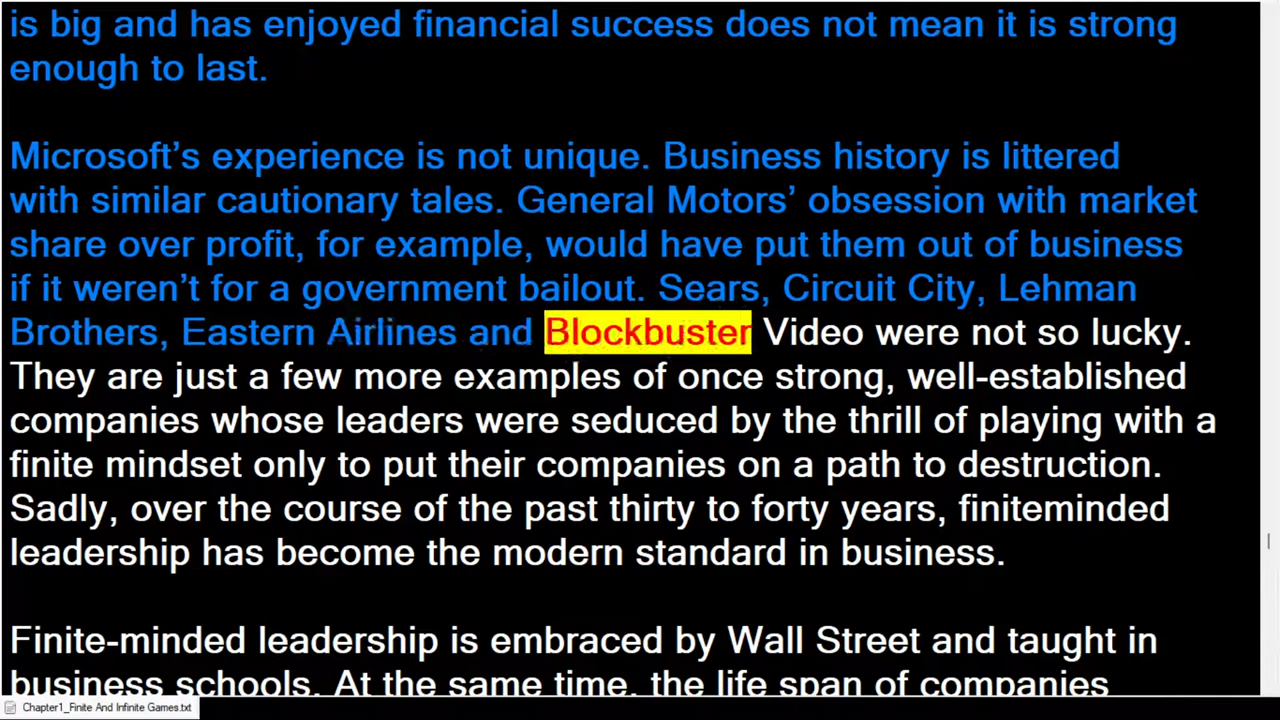 is big and has enjoyed financial success does not mean it is strong
enough to last.
Microsoft’s experience is not unique. Business history is littered
with similar cautionary tales. General Motors’ obsession with market
share over profit, for example, would have put them out of business
if it weren’t for a government bailout. Sears, Circuit City, Lehman
Brothers, Eastern Airlines and Blockbuster Video were not so lucky.
They are just a few more examples of once strong, well-established
companies whose leaders were seduced by the thrill of playing with a
finite mindset only to put their companies on a path to destruction.
Sadly, over the course of the past thirty to forty years, finiteminded
leadership has become the modern standard in business.
Finite-minded leadership is embraced by Wall Street and taught in
business schools. At the same time, the life span of companies
Chapter1_Finite And Infinite Games.txt